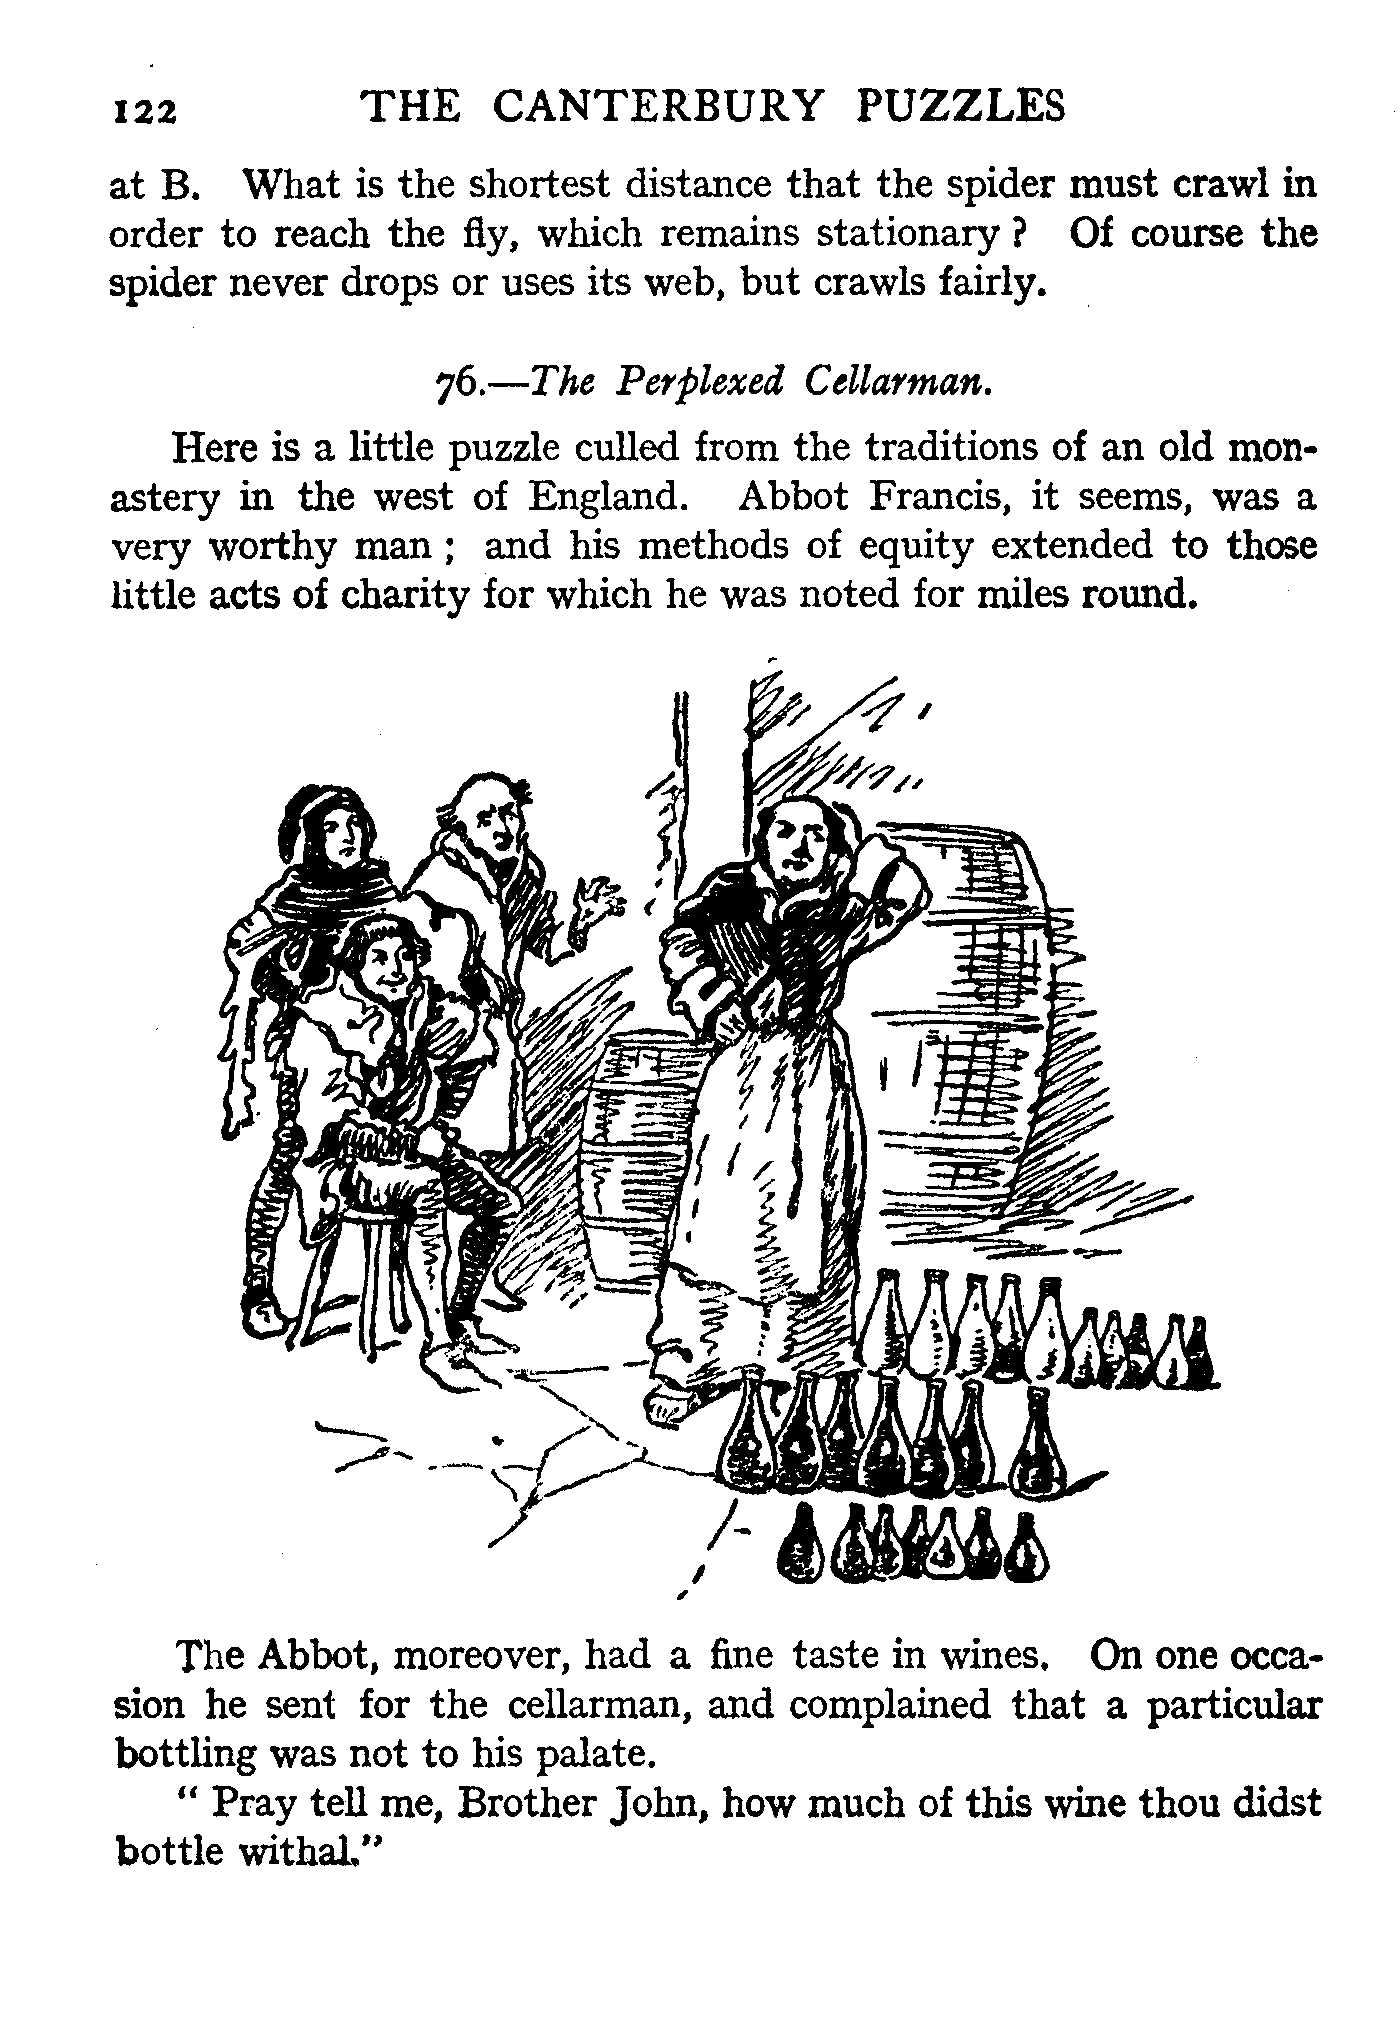 122 THE CANTERBURY PUZZLES
at B. What is the shortest distance that the spider must crawl in
order to reach the fly, which remains stationary ? Of course the
spider never drops or uses its web, but crawls fairly.
76.—The Perplexed Cellarman.
Here is a little puzzle culled from the traditions of an old mon-
astery in the west of England. Abbot Francis, it seems, was a
very worthy man ; and his methods of equity extended to those
little acts of charity for which he was noted for miles round.
The Abbot, moreover, had a fine taste in wines. On one occa-
sion he sent for the cellarman, and complained that a particular
bottling was not to his palate.
" Pray tell me, Brother John, how much of this wine thou didst
bottle withal."